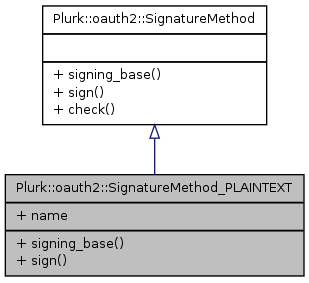 Plurk::oauth2::SignatureMethod
+ signing_base()
+ sign()
+ check()
Plurk::oauth2::SignatureMethod_PLAINTEXT
+ name
+ signing_base()
+ sign()